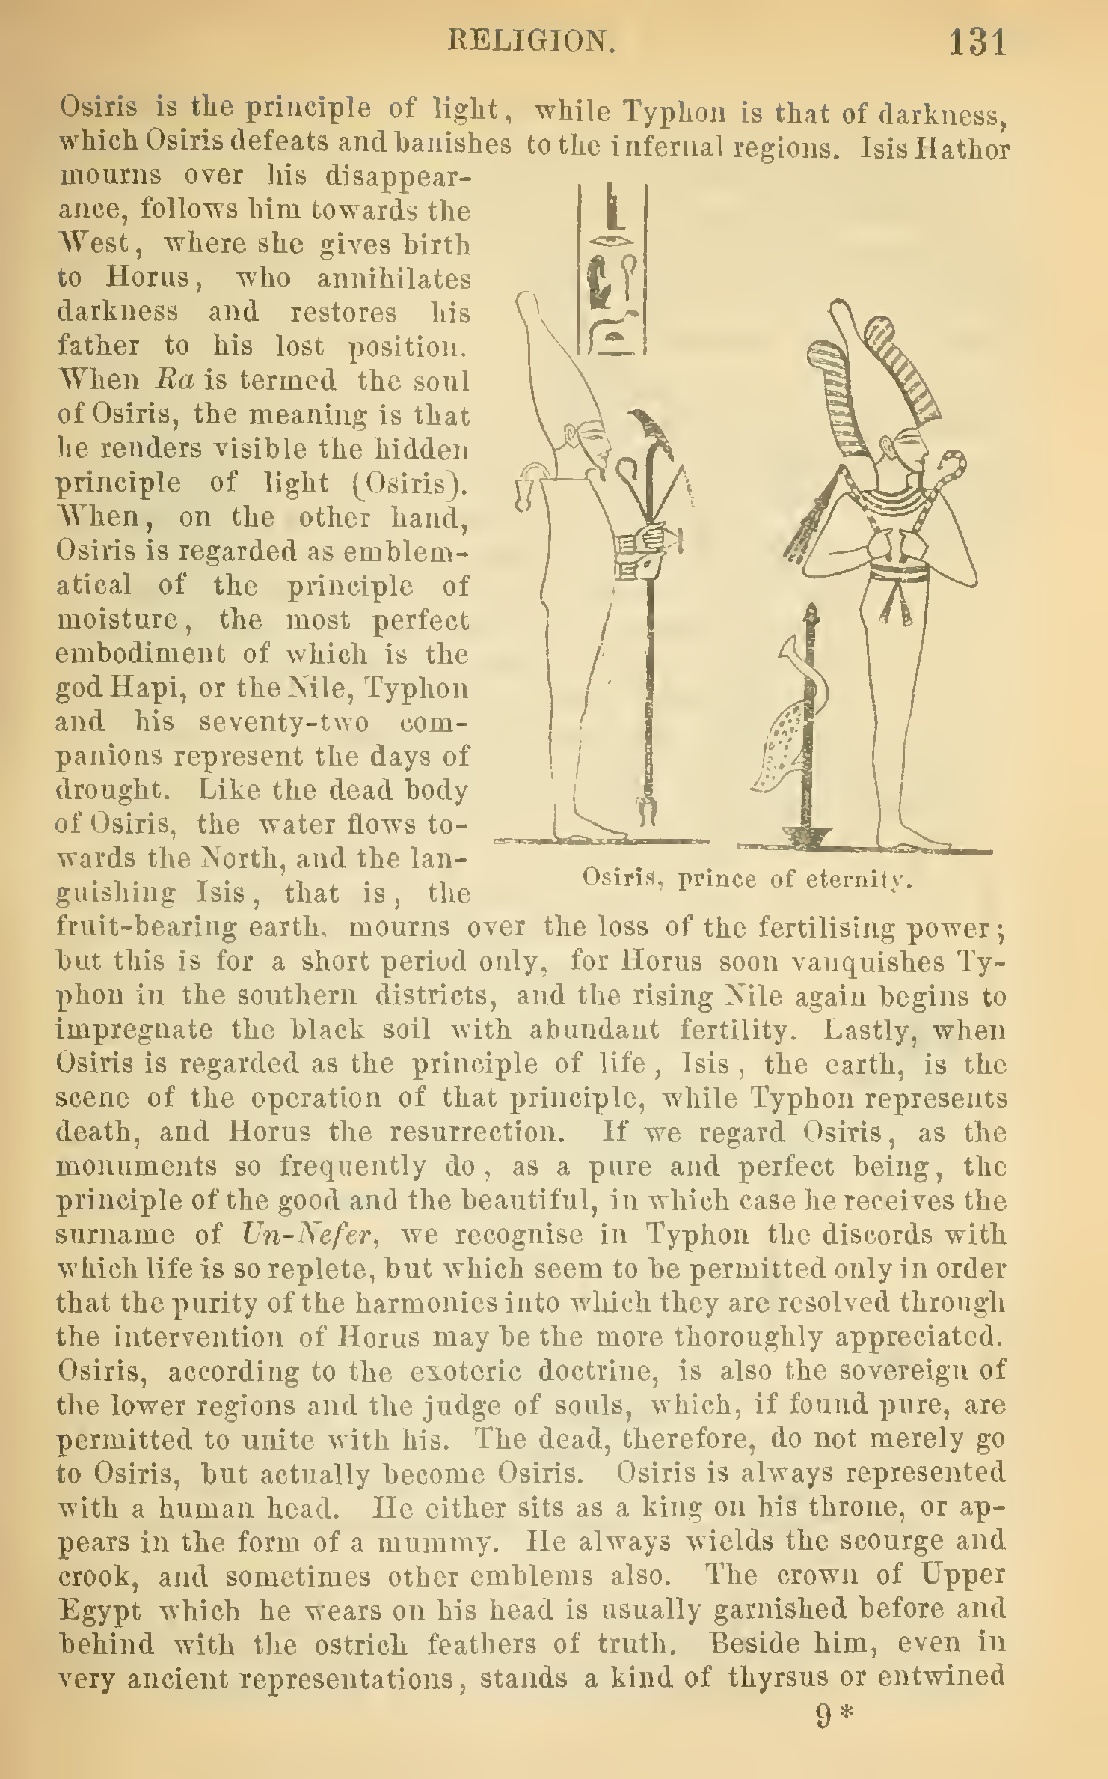 RELIGION. 131
Osiris is the principle of light, while Typhon is that of darkness,
which Osiris defeats and banishes to the infernal regions. Isis Hathor
mourns over his disappear-
ance, follows him towards the
West, where she gives birth
to Horus, who annihilates
darkness and restores his
father to his lost position.
When Ra is termed the soul
of Osiris, the meaning is that
he renders visible the hidden
principle of light (Osiris).
When, on the other hand,
Osiris is regarded as emblem-
atical of the principle of
moisture, the most perfect
embodiment of which is the
god Hapi, or the Nile, Typhon
and his seventy-two com-
panions represent the days of
drought. Like the dead body
of Osiris, the water flows to-
wards the North, and the lan-
guishing Isis, that is, the
Osiris, prince of eternity.
fruit-bearing earth, mourns over the loss of the fertilising power;
but this is for a short period only, for Horus soon vanquishes Ty-
phon in the southern districts, and the rising Nile again begins to
impregnate the black soil with abundant fertility. Lastly, when
Osiris is regarded as the principle of life, Isis, the earth, is the
scene of the operation of that principle, while Typhon represents
death, and Horus the resurrection. If we regard Osiris, as the
monuments so frequently do, as a pure and perfect being, the
principle of the good and the beautiful, in which case he receives the
surname of Un-Nefer, we recognise in Typhon the discords with
which life is so replete, but which seem to be permitted only in order
that the purity of the harmonies into which they are resolved through
the intervention of Horus may be the more thoroughly appreciated.
Osiris, according to the exoteric doctrine, is also the sovereign of
the lower regions and the judge of souls, which, if found pure, are
permitted to unite with his. The dead, therefore, do not merely go
to Osiris, but actually become Osiris. Osiris is always represented
with a human head. He either sits as a king on his throne, or ap-
pears in the form of a mummy. He always wields the scourge and
crook, and sometimes other emblems also. The crown of Upper
Egypt which he wears on his head is usually garnished before and
behind with the ostrich feathers of truth. Beside him, even in
very ancient representations, stands a kind of thyrsus or entwined
9*